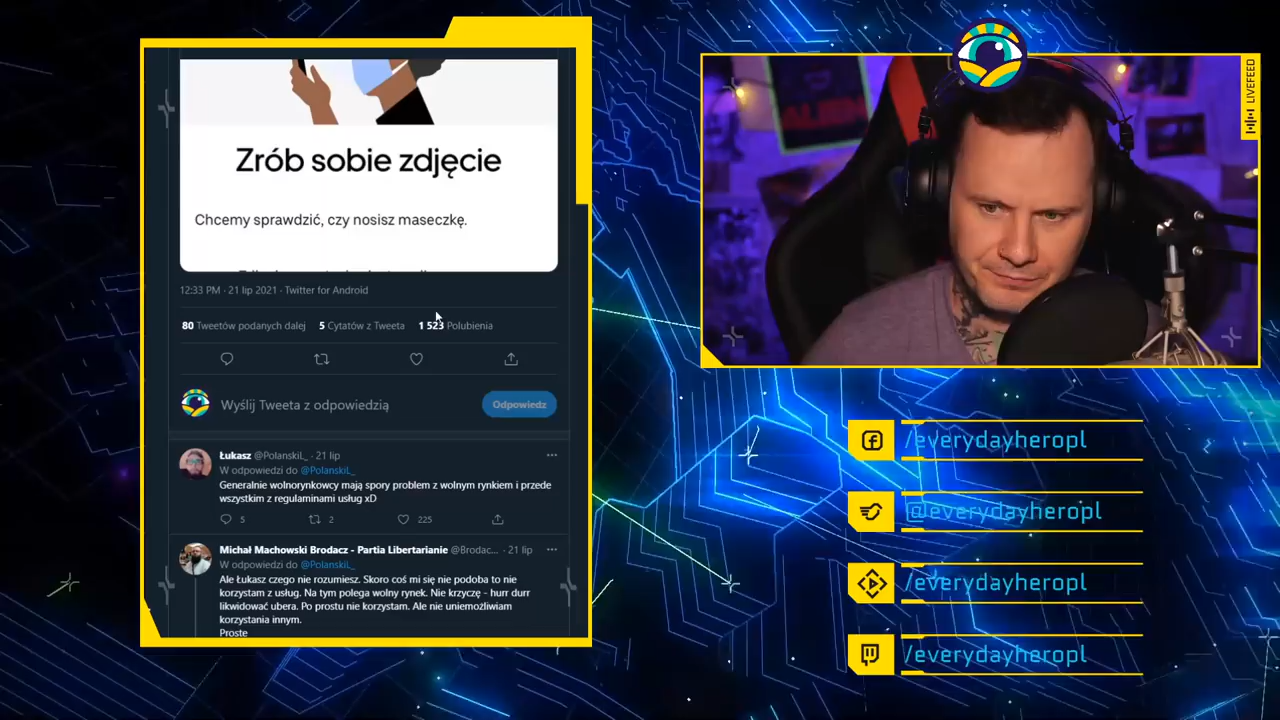 Zrób sobie zdjęcie
Chcemy sprawdzić, czy nosisz maseczkę.
12:33 PM · 21 lip 2021 · Twitter for Android
80 Tweetów podanych dalej 5 Cytatów z Tweeta 1 523 Polubienia
Wyślij Tweeta z odpowiedzią
Odpowiedz
Łukasz @PolanskiL_ · 21 lip
W odpowiedzi do @PolanskiL_
Generalnie wolnorynkowcy mają spory problem z wolnym rynkiem i przede
wszystkim z regulaminami usług xD
5 2 225
Michał Machowski Brodacz - Partia Libertarianie @Brodac... · 21 lip
W odpowiedzi do @PolanskiL_
Ale Łukasz czego nie rozumiesz. Skoro coś mi się nie podoba to nie
korzystam z usług. Na tym polega wolny rynek. Nie krzyczę - hurr durr
likwidować ubera. Po prostu nie korzystam. Ale nie uniemożliwiam
korzystania innym.
Proste
ALIEN
LIVEFEED
/everydayheropl
@everydayheropl
/everydayheropl
/everydayheropl